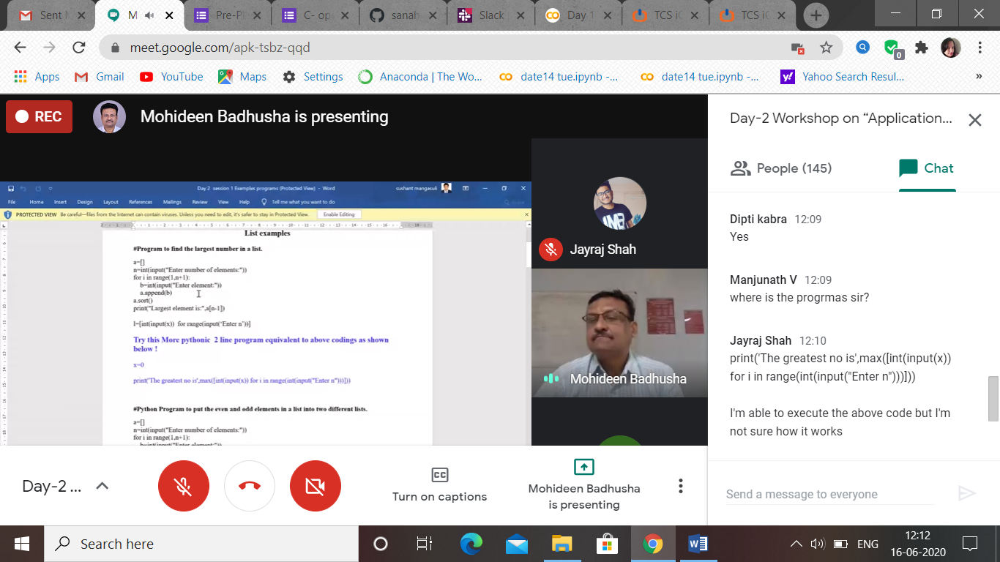 Sent M
M
Pre-P
C- op
sanah
Slack
Day 1
TCS iO
TCS iO
meet.google.com/apk-tsbz-qqd
0
Apps
Gmail
YouTube
Maps
Settings
Anaconda | The Wo...
date14 tue.ipynb -...
date14 tue.ipynb -...
Yahoo Search Resul...
»
REC
Mohideen Badhusha is presenting
Day 2 session 1 Examples programs (Protected View) - Word
sushant mangasuli
File Home Insert Design Layout References Mailings Review View Help Tell me what you want to do
PROTECTED VIEW Be careful—files from the Internet can contain viruses. Unless you need to edit, it's safer to stay in Protected View. Enable Editing
List examples
#Program to find the largest number in a list.
a=[]
n=int(input("Enter number of elements:"))
for i in range(1,n+1):
b=int(input("Enter element:"))
a.append(b)
a.sort()
print("Largest element is:",a[n-1])
l=[int(input(x)) for range(input('Enter n'))]
Try this More pythonic 2 line program equivalent to above codings as shown
below !
x=0
print('The greatest no is',max([int(input(x)) for i in range(int(input("Enter n")))]))
#Python Program to put the even and odd elements in a list into two different lists.
a=[]
n=int(input("Enter number of elements:"))
for i in range(1,n+1):
b=int(input("Enter element:"))
Jayraj Shah
Mohideen Badhusha
Day-2 Workshop on “Application...
People (145)
Chat
Dipti kabra 12:09
Yes
Manjunath V 12:09
where is the progrmas sir?
Jayraj Shah 12:10
print('The greatest no is',max([int(input(x))
for i in range(int(input("Enter n")))]))
I'm able to execute the above code but I'm
not sure how it works
Send a message to everyone
Day-2 ...
Turn on captions
Mohideen Badhusha
is presenting
Search here
ENG
12:12
16-06-2020